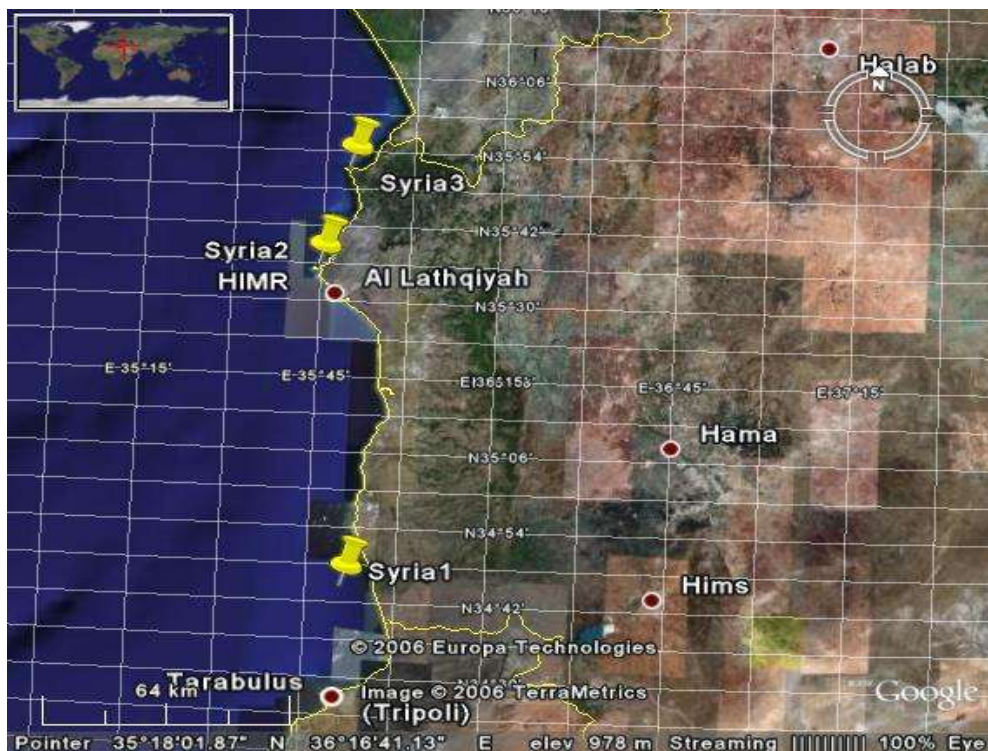 Halab
N
N36°06'
N35°54'
Syria3
N35°42'
Syria2
HIMR
Al Lathqiyah
N35°30'
E 35°15'
E 35°45'
E 36°45'
E 37°15'
Hama
N35°06'
N34°54'
Syria1
Hims
N34°42'
© 2006 Europa Technologies
Tarabulus
64 km
Image © 2006 TerraMetrics
Google
(Tripoli)
Pointer 35°18'01.87" N 36°16'41.13" E elev 978 m Streaming ||||||||| 100% Eye